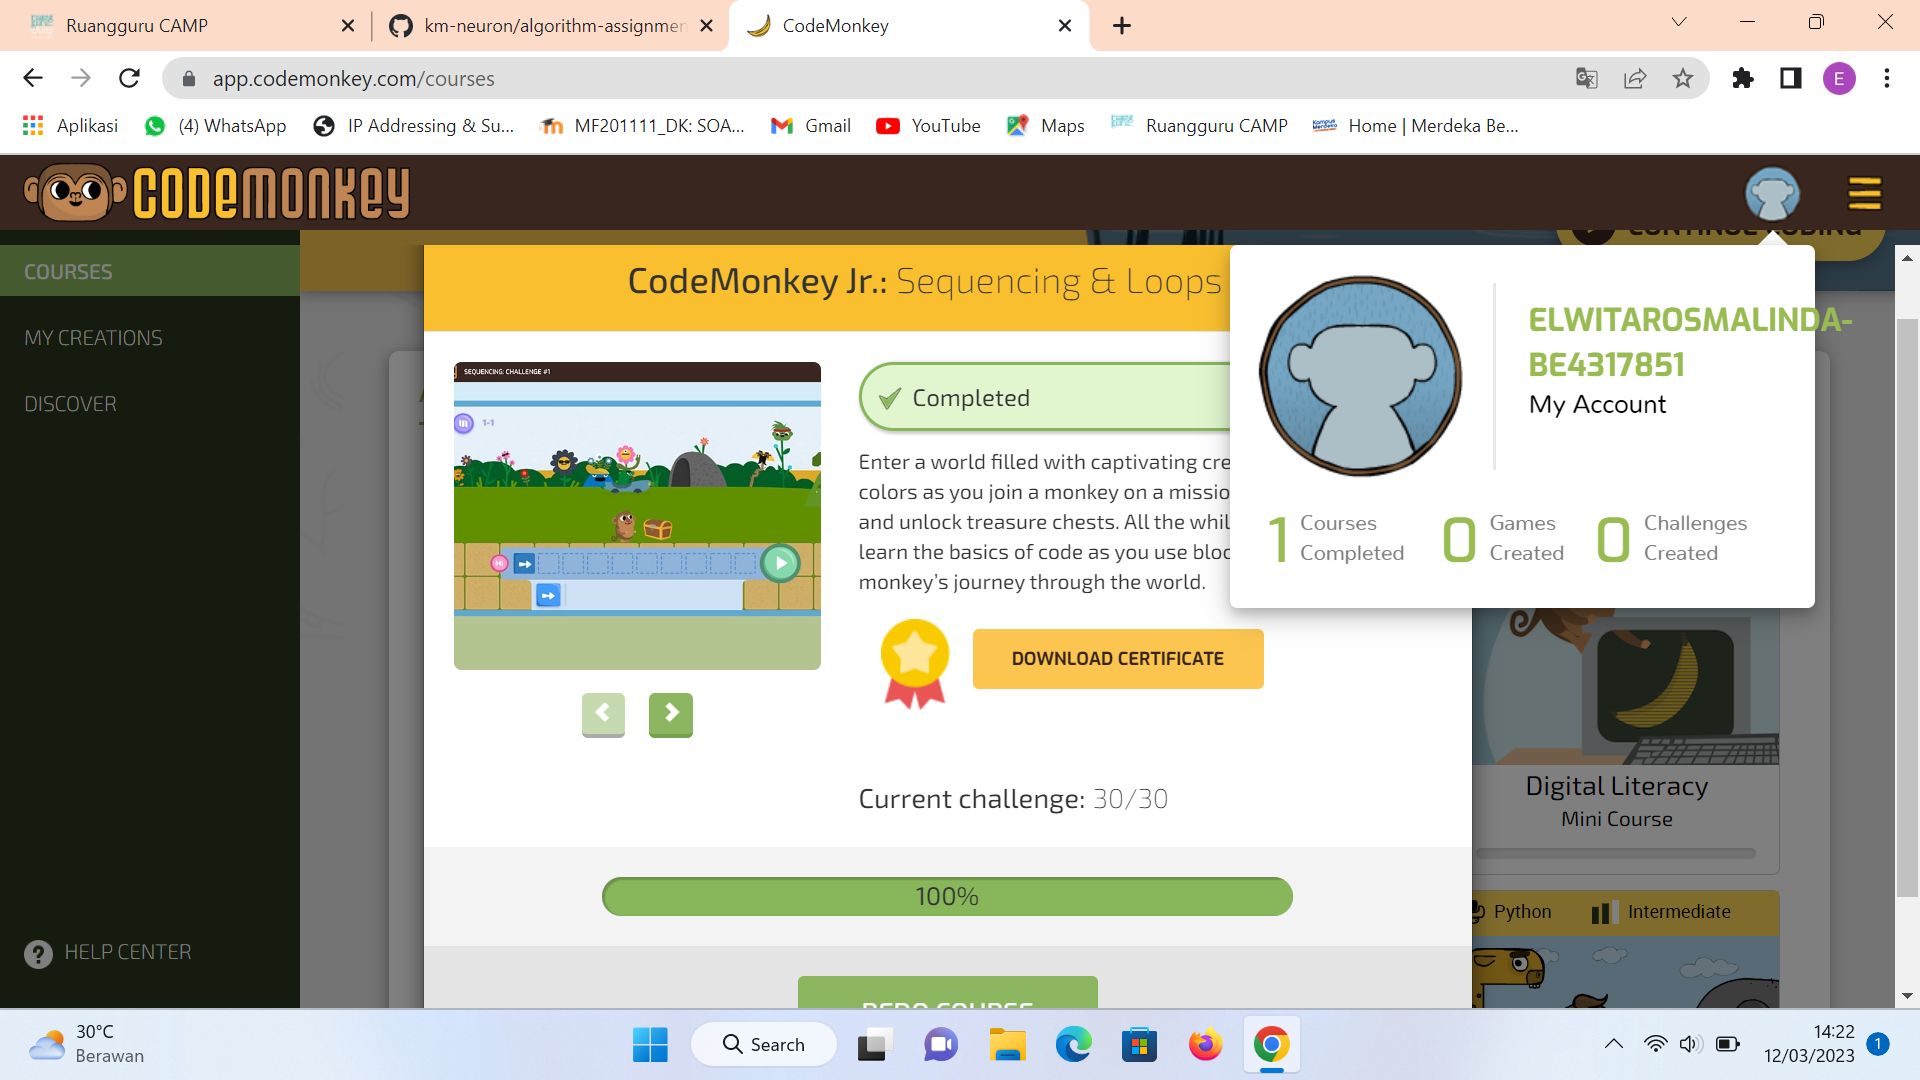 Ruangguru CAMP
km-neuron/algorithm-assignmen
CodeMonkey
app.codemonkey.com/courses
E
Aplikasi
(4) WhatsApp
IP Addressing & Su...
MF201111_DK: SOA...
Gmail
YouTube
Maps
Ruangguru CAMP
Home | Merdeka Be...
CODEMONKEY
CONTINUE CODING
COURSES
MY CREATIONS
DISCOVER
HELP CENTER
CodeMonkey Jr.: Sequencing & Loops
SEQUENCING: CHALLENGE #1
1-1
Completed
Enter a world filled with captivating cre
colors as you join a monkey on a missio
and unlock treasure chests. All the whil
learn the basics of code as you use bloc
monkey's journey through the world.
DOWNLOAD CERTIFICATE
Current challenge: 30/30
100%
REDO COURSE
ELWITAROSMALINDA-
BE4317851
My Account
1 Courses Completed
0 Games Created
0 Challenges Created
Digital Literacy
Mini Course
Python
Intermediate
30°C
Berawan
Search
14:22
12/03/2023
1